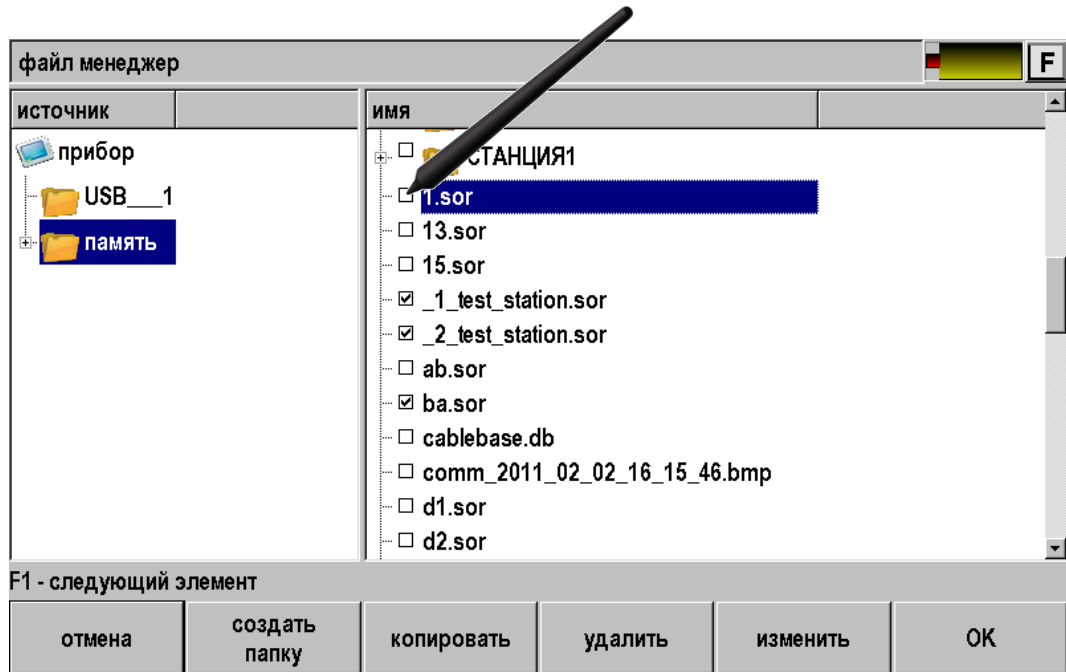 файл менеджер
F
источник
имя
прибор
USB___1
память
СТАНЦИЯ1
1.sor
13.sor
15.sor
_1_test_station.sor
_2_test_station.sor
ab.sor
ba.sor
cablebase.db
comm_2011_02_02_16_15_46.bmp
d1.sor
d2.sor
F1 - следующий элемент
отмена
создать
папку
копировать
удалить
изменить
OK